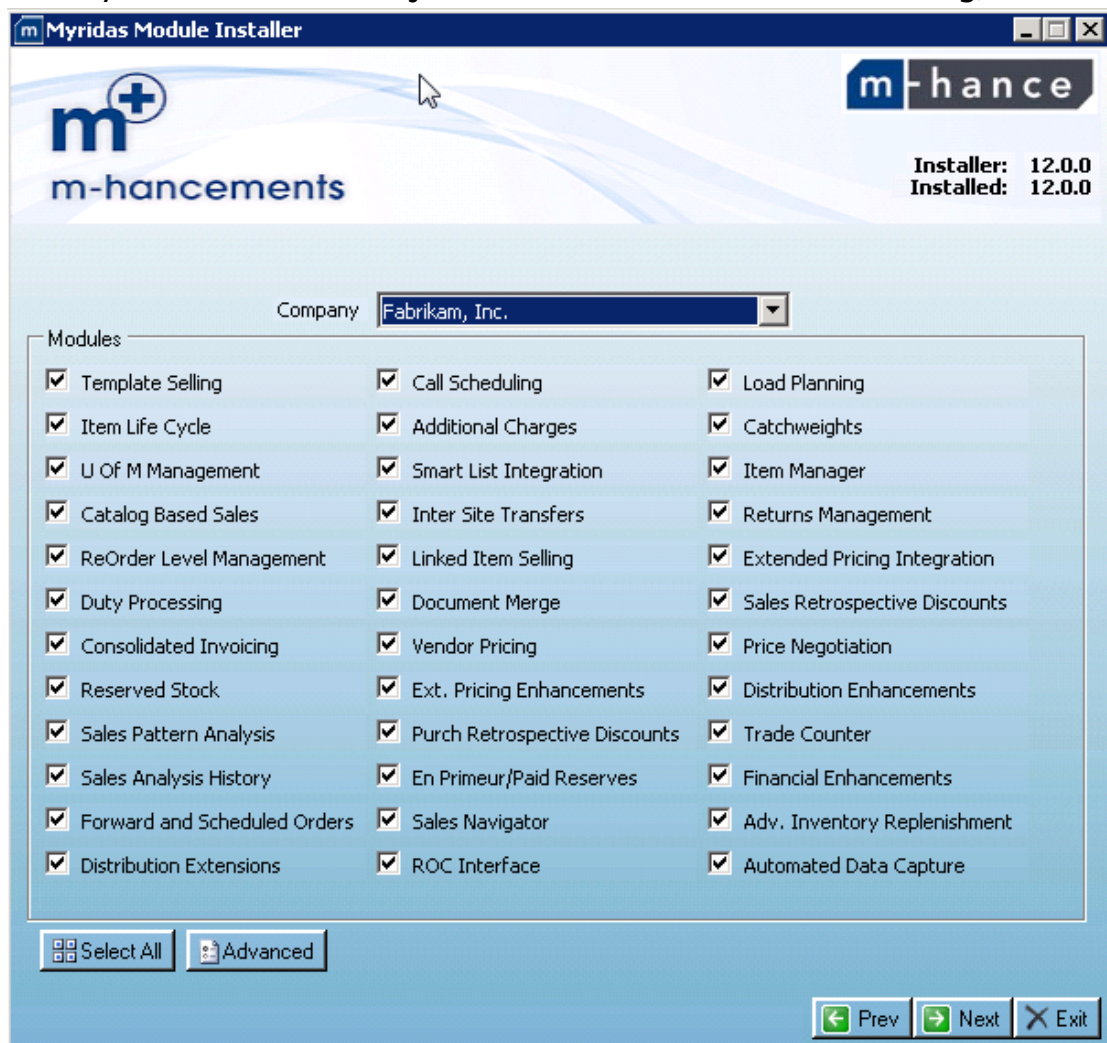 Myridas Module Installer
m-hance
m+
m-hancements
Installer: 12.0.0
Installed: 12.0.0
Company Fabrikam, Inc.
Modules
Template Selling Call Scheduling Load Planning
Item Life Cycle Additional Charges Catchweights
U Of M Management Smart List Integration Item Manager
Catalog Based Sales Inter Site Transfers Returns Management
ReOrder Level Management Linked Item Selling Extended Pricing Integration
Duty Processing Document Merge Sales Retrospective Discounts
Consolidated Invoicing Vendor Pricing Price Negotiation
Reserved Stock Ext. Pricing Enhancements Distribution Enhancements
Sales Pattern Analysis Purch Retrospective Discounts Trade Counter
Sales Analysis History En Primeur/Paid Reserves Financial Enhancements
Forward and Scheduled Orders Sales Navigator Adv. Inventory Replenishment
Distribution Extensions ROC Interface Automated Data Capture
Select All Advanced
Prev Next Exit